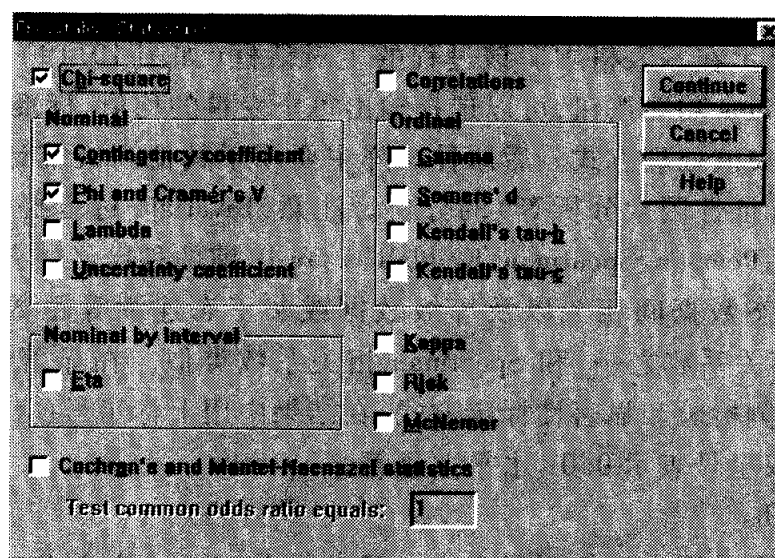 Crosstabs: Statistics
Chi-square
Correlations
Continue
Nominal
Ordinal
Cancel
Contingency coefficient
Gamma
Help
Phi and Cramér's V
Somers' d
Lambda
Kendall's tau-b
Uncertainty coefficient
Kendall's tau-c
Nominal by Interval
Kappa
Eta
Risk
McNemar
Cochran's and Mantel-Haenszel statistics
Test common odds ratio equals:
1